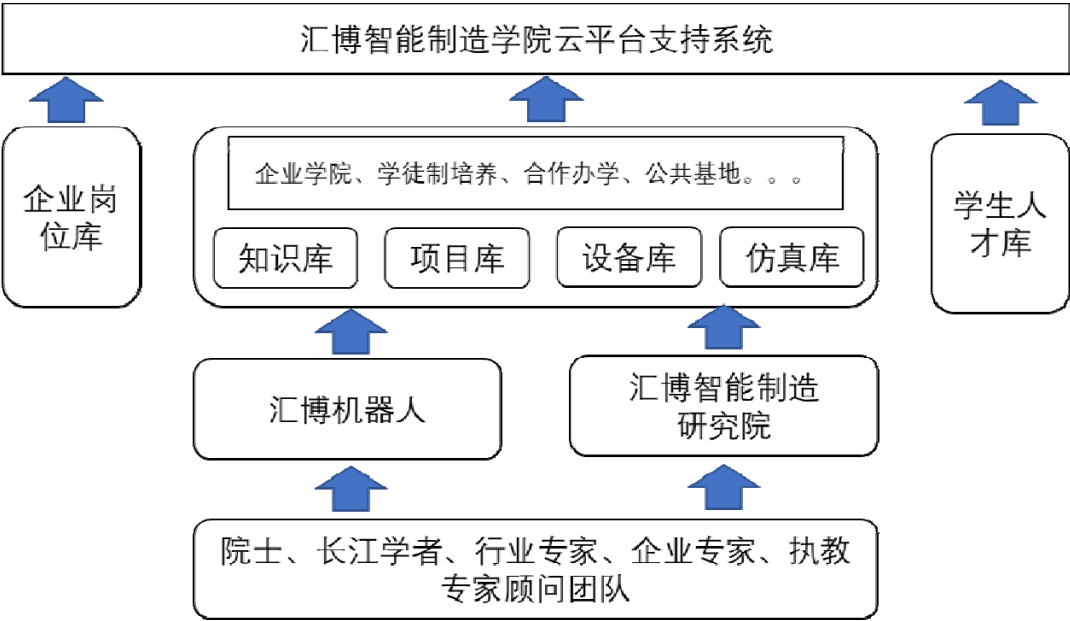 汇博智能制造学院云平台支持系统
企业岗
位库
企业学院、学徒制培养、合作办学、公共基地。。。
知识库
项目库
设备库
仿真库
学生人
才库
汇博机器人
汇博智能制造
研究院
院士、长江学者、行业专家、企业专家、执教
专家顾问团队